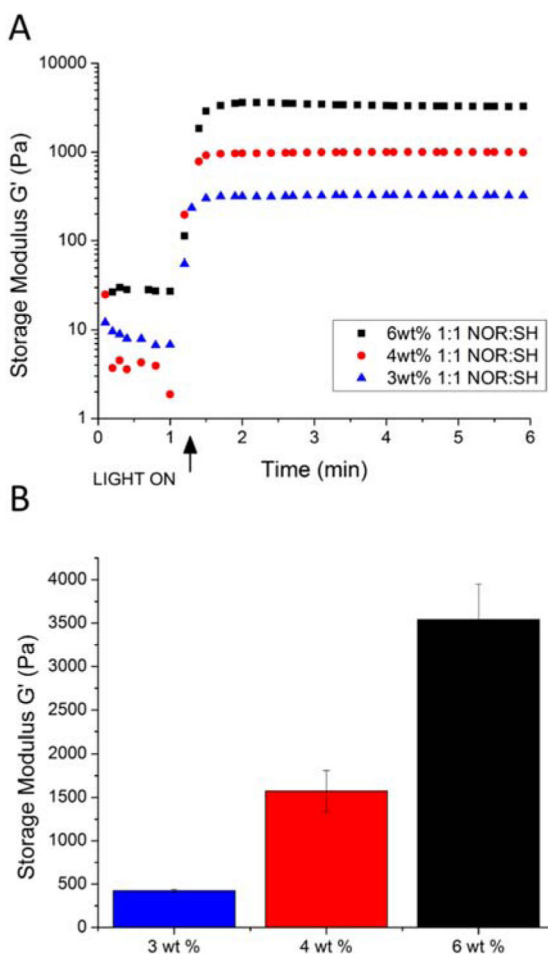 A
Storage Modulus G' (Pa)
10000
1000
100
10
1
0 1 2 3 4 5 6
6wt% 1:1 NOR:SH
4wt% 1:1 NOR:SH
3wt% 1:1 NOR:SH
LIGHT ON
Time (min)
B
Storage Modulus G' (Pa)
4000
3500
3000
2500
2000
1500
1000
500
0
3 wt % 4 wt % 6 wt %